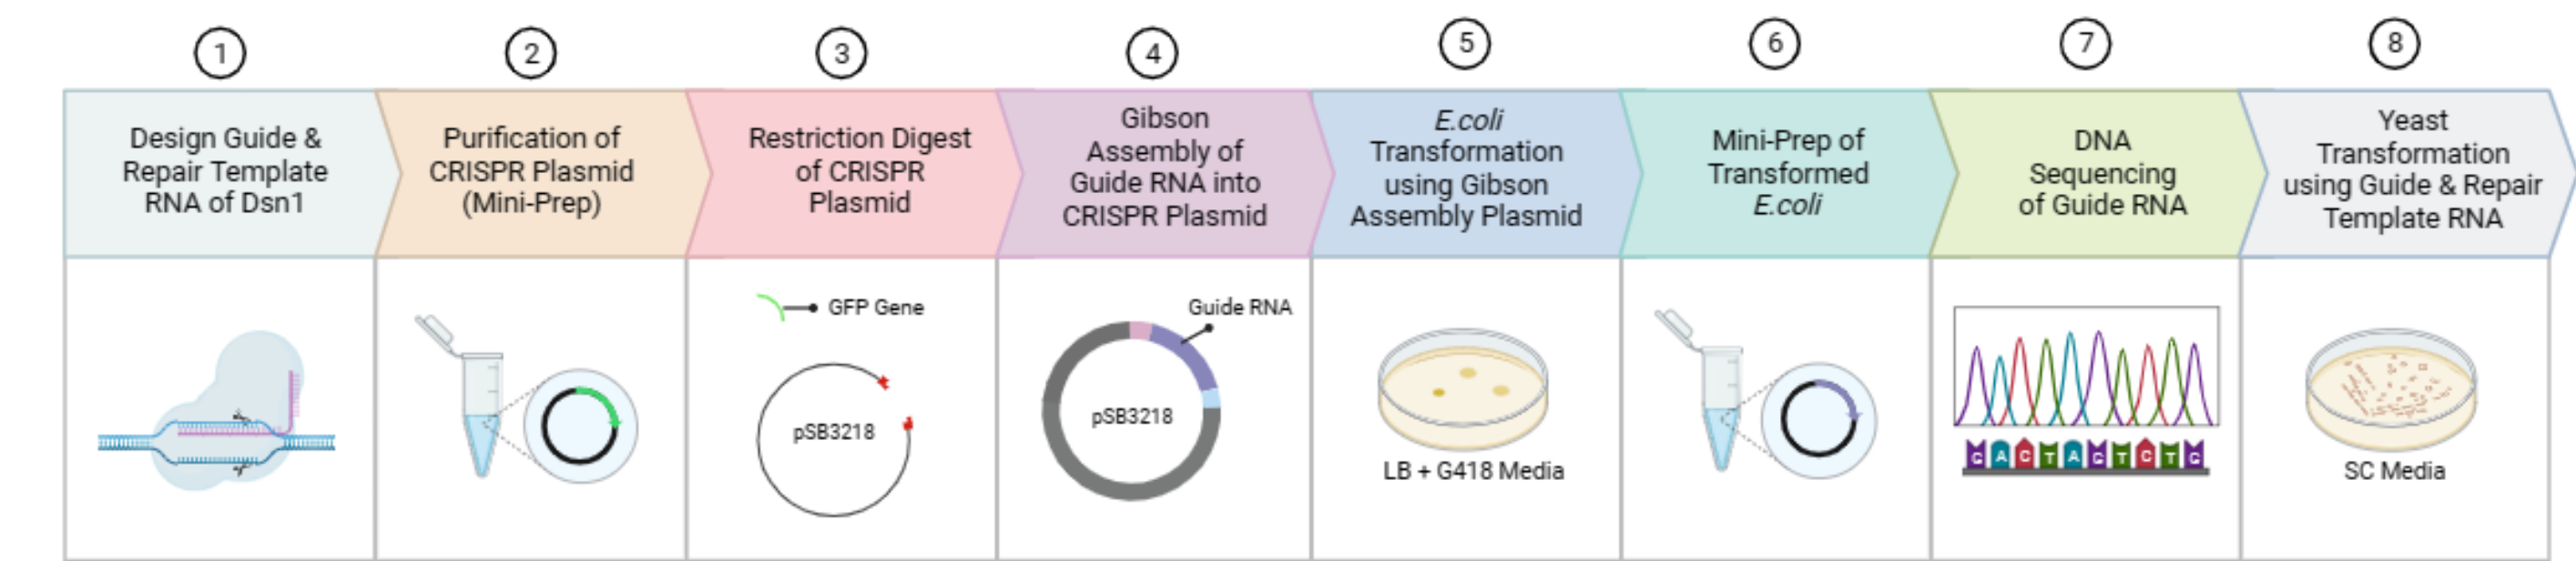 1
2
3
4
5
6
7
8
Design Guide &
Repair Template
RNA of Dsn1
Purification of
CRISPR Plasmid
(Mini-Prep)
Restriction Digest
of CRISPR
Plasmid
Gibson
Assembly of
Guide RNA into
CRISPR Plasmid
E.coli
Transformation
using Gibson
Assembly Plasmid
Mini-Prep of
Transformed
E.coli
DNA
Sequencing
of Guide RNA
Yeast
Transformation
using Guide & Repair
Template RNA
GFP Gene
pSB3218
Guide RNA
pSB3218
LB + G418 Media
G A C T A G T C T G
SC Media